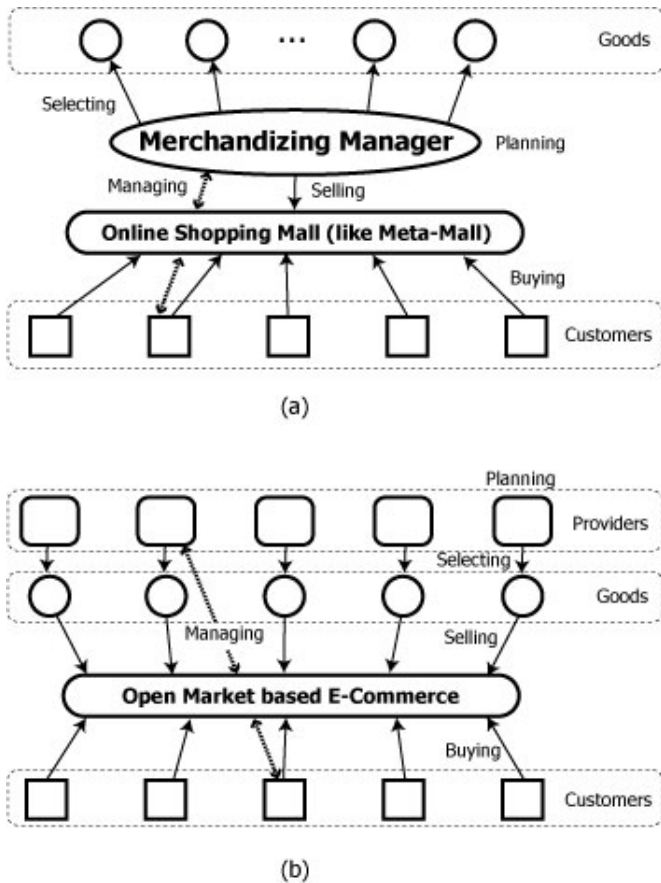 Goods
...
Selecting
Merchandizing Manager
Planning
Managing
Selling
Online Shopping Mall (like Meta-Mall)
Buying
Customers
(a)
Planning
Providers
Selecting
Goods
Managing
Selling
Open Market based E-Commerce
Buying
Customers
(b)